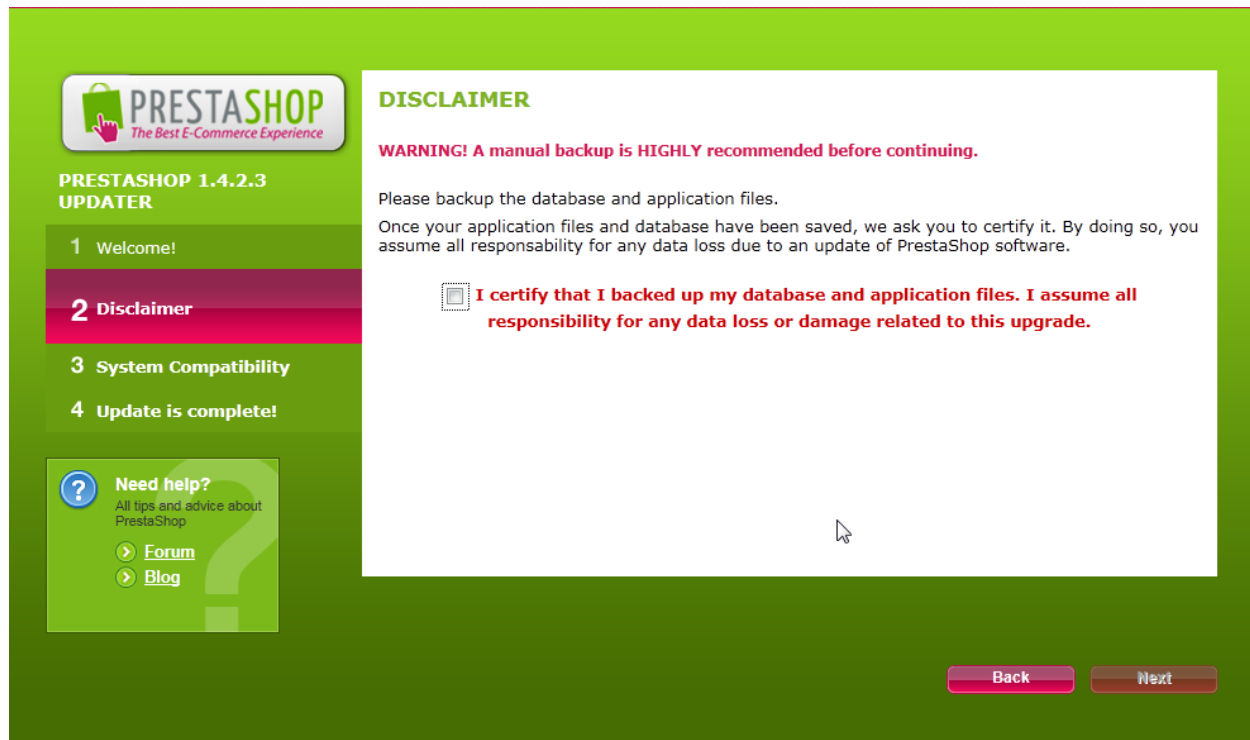 PRESTASHOP
The Best E-Commerce Experience
PRESTASHOP 1.4.2.3
UPDATER
1 Welcome!
2 Disclaimer
3 System Compatibility
4 Update is complete!
?
Need help?
All tips and advice about
PrestaShop
Forum
Blog
DISCLAIMER
WARNING! A manual backup is HIGHLY recommended before continuing.
Please backup the database and application files.
Once your application files and database have been saved, we ask you to certify it. By doing so, you
assume all responsability for any data loss due to an update of PrestaShop software.
I certify that I backed up my database and application files. I assume all
responsibility for any data loss or damage related to this upgrade.
Back
Next